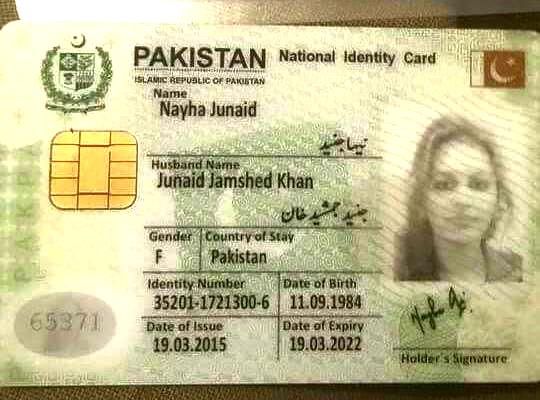 PAKISTAN National Identity Card
ISLAMIC REPUBLIC OF PAKISTAN
Name
Nayha Junaid
نیہا جنید
Husband Name
Junaid Jamshed Khan
جنید جمشید خان
Gender Country of Stay
F Pakistan
Identity Number Date of Birth
35201-1721300-6 11.09.1984
65371
Date of Issue Date of Expiry
19.03.2015 19.03.2022
Holder's Signature